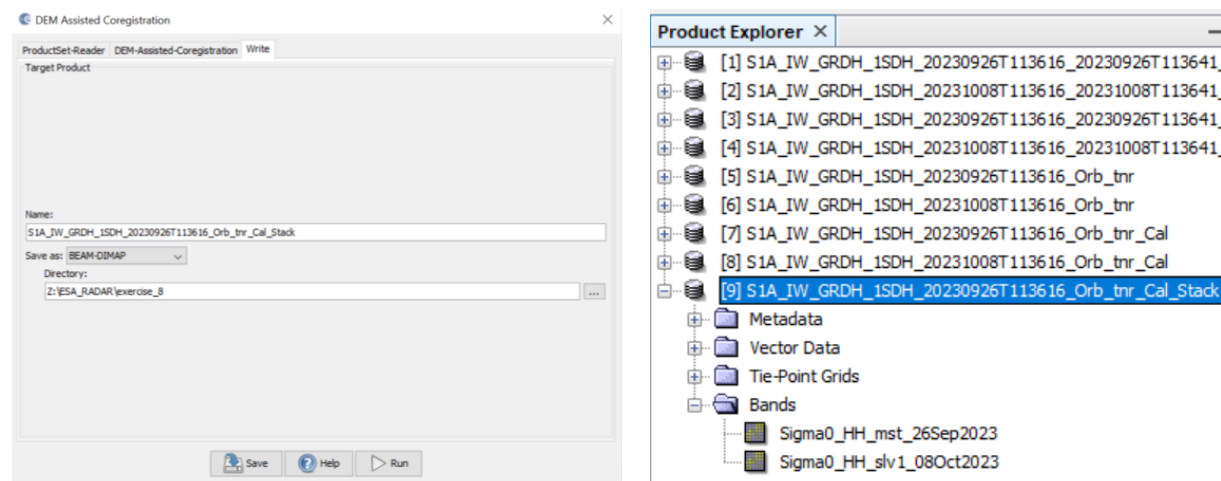 DEM Assisted Coregistration
ProductSet-Reader DEM-Assisted-Coregistration Write
Target Product
Name:
S1A_IW_GRDH_1SDH_20230926T113616_Orb_tnr_Cal_Stack
Save as: BEAM-DIMAP
Directory:
Z:\ESA_RADAR\exercise_8
...
Save Help Run
Product Explorer
[1] S1A_IW_GRDH_1SDH_20230926T113616_20230926T113641_
[2] S1A_IW_GRDH_1SDH_20231008T113616_20231008T113641_
[3] S1A_IW_GRDH_1SDH_20230926T113616_20230926T113641_
[4] S1A_IW_GRDH_1SDH_20231008T113616_20231008T113641_
[5] S1A_IW_GRDH_1SDH_20230926T113616_Orb_tnr
[6] S1A_IW_GRDH_1SDH_20231008T113616_Orb_tnr
[7] S1A_IW_GRDH_1SDH_20230926T113616_Orb_tnr_Cal
[8] S1A_IW_GRDH_1SDH_20231008T113616_Orb_tnr_Cal
[9] S1A_IW_GRDH_1SDH_20230926T113616_Orb_tnr_Cal_Stack
Metadata
Vector Data
Tie-Point Grids
Bands
Sigma0_HH_mst_26Sep2023
Sigma0_HH_slv1_08Oct2023